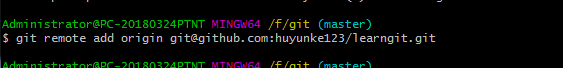 Administrator@PC-20180324PTNT MINGW64 /f/git (master)
$ git remote add origin git@github.com:huyunke123/learngit.git
Administrator@PC-20180324PTNT MINGW64 /f/git (master)